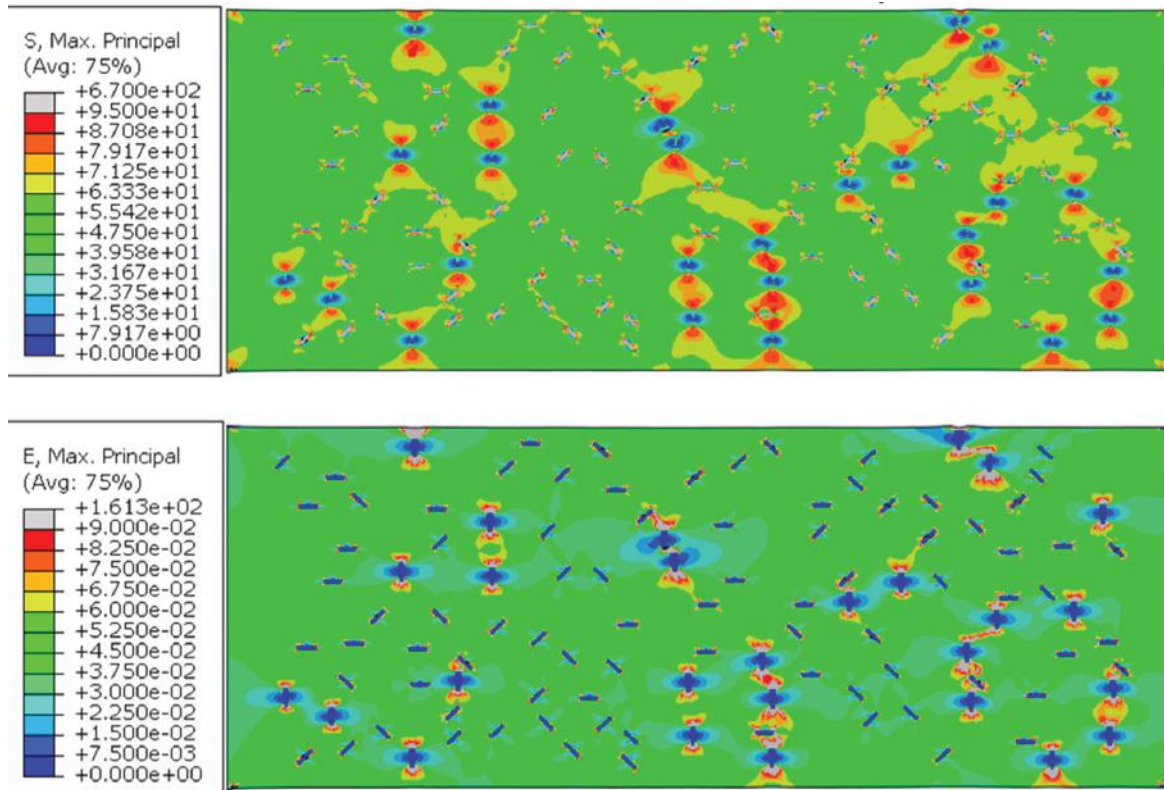 S, Max. Principal
(Avg: 75%)
+6.700e+02
+9.500e+01
+8.708e+01
+7.917e+01
+7.125e+01
+6.333e+01
+5.542e+01
+4.750e+01
+3.958e+01
+3.167e+01
+2.375e+01
+1.583e+01
+7.917e+00
+0.000e+00
E, Max. Principal
(Avg: 75%)
+1.613e+02
+9.000e-02
+8.250e-02
+7.500e-02
+6.750e-02
+6.000e-02
+5.250e-02
+4.500e-02
+3.750e-02
+3.000e-02
+2.250e-02
+1.500e-02
+7.500e-03
+0.000e+00